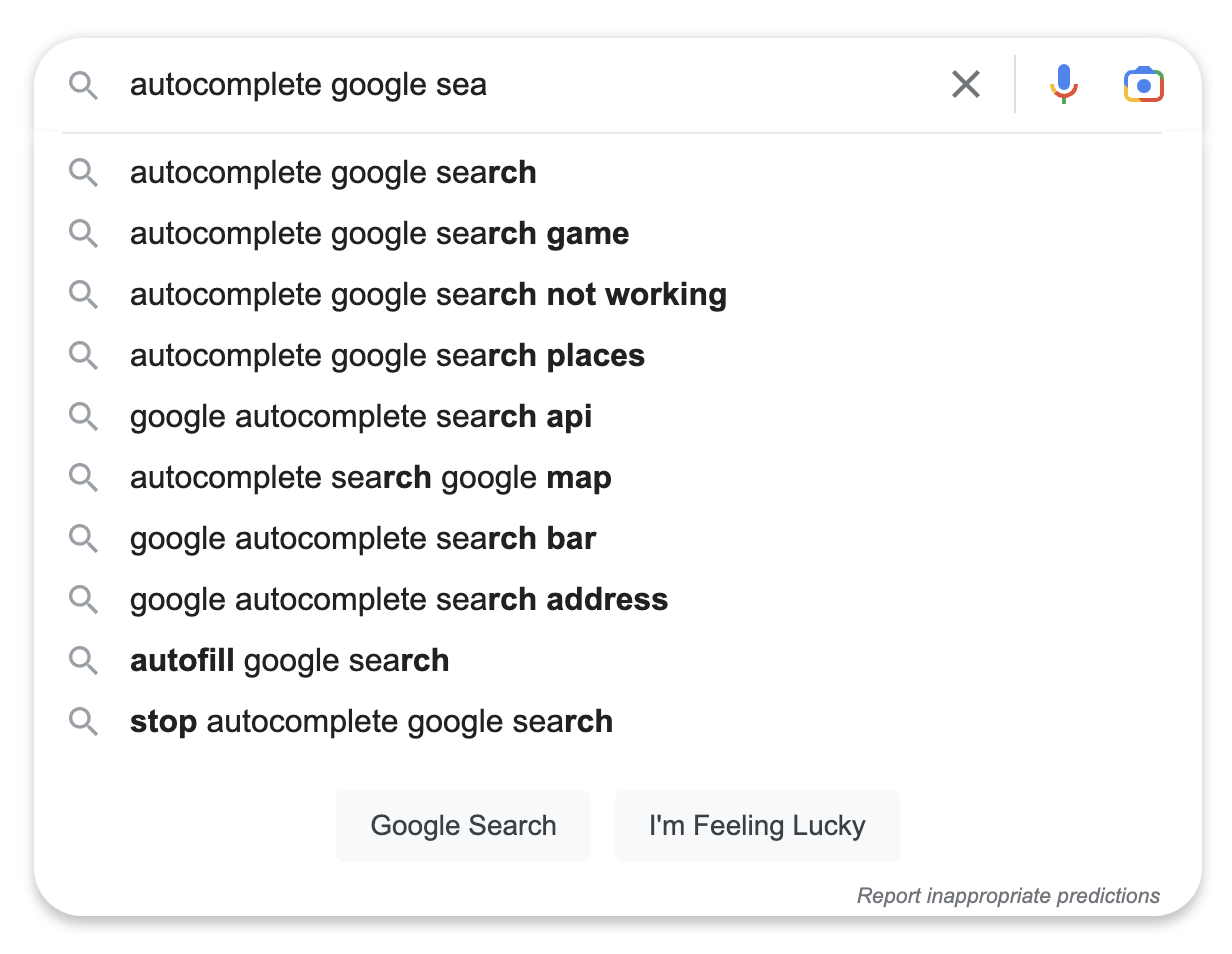 autocomplete google sea
autocomplete google search
autocomplete google search game
autocomplete google search not working
autocomplete google search places
google autocomplete search api
autocomplete search google map
google autocomplete search bar
google autocomplete search address
autofill google search
stop autocomplete google search
Google Search
I'm Feeling Lucky
Report inappropriate predictions